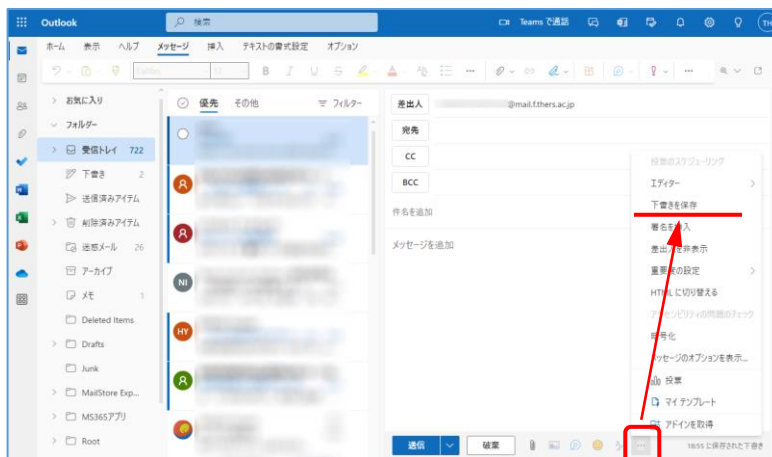 Outlook
検索
Teams で通話
TH
ホーム 表示 ヘルプ メッセージ 挿入 テキストの書式設定 オプション
Calibri 12 B I U S
お気に入り
フォルダー
受信トレイ 722
下書き 2
送信済みアイテム
削除済みアイテム
迷惑メール 26
アーカイブ
メモ 1
Deleted Items
Drafts
Junk
MailStore Exp...
MS365アプリ
Root
優先 その他 フィルター
NI
HY
差出人 @mail.f.thers.ac.jp
宛先
CC
BCC
件名を追加
メッセージを追加
投票のスケジューリング
エディター
下書きを保存
署名を挿入
差出人を非表示
重要度の設定
HTML に切り替える
アクセシビリティの問題のチェック
暗号化
メッセージのオプションを表示...
投票
マイ テンプレート
アドインを取得
送信 破棄 18:55 に保存された下書き